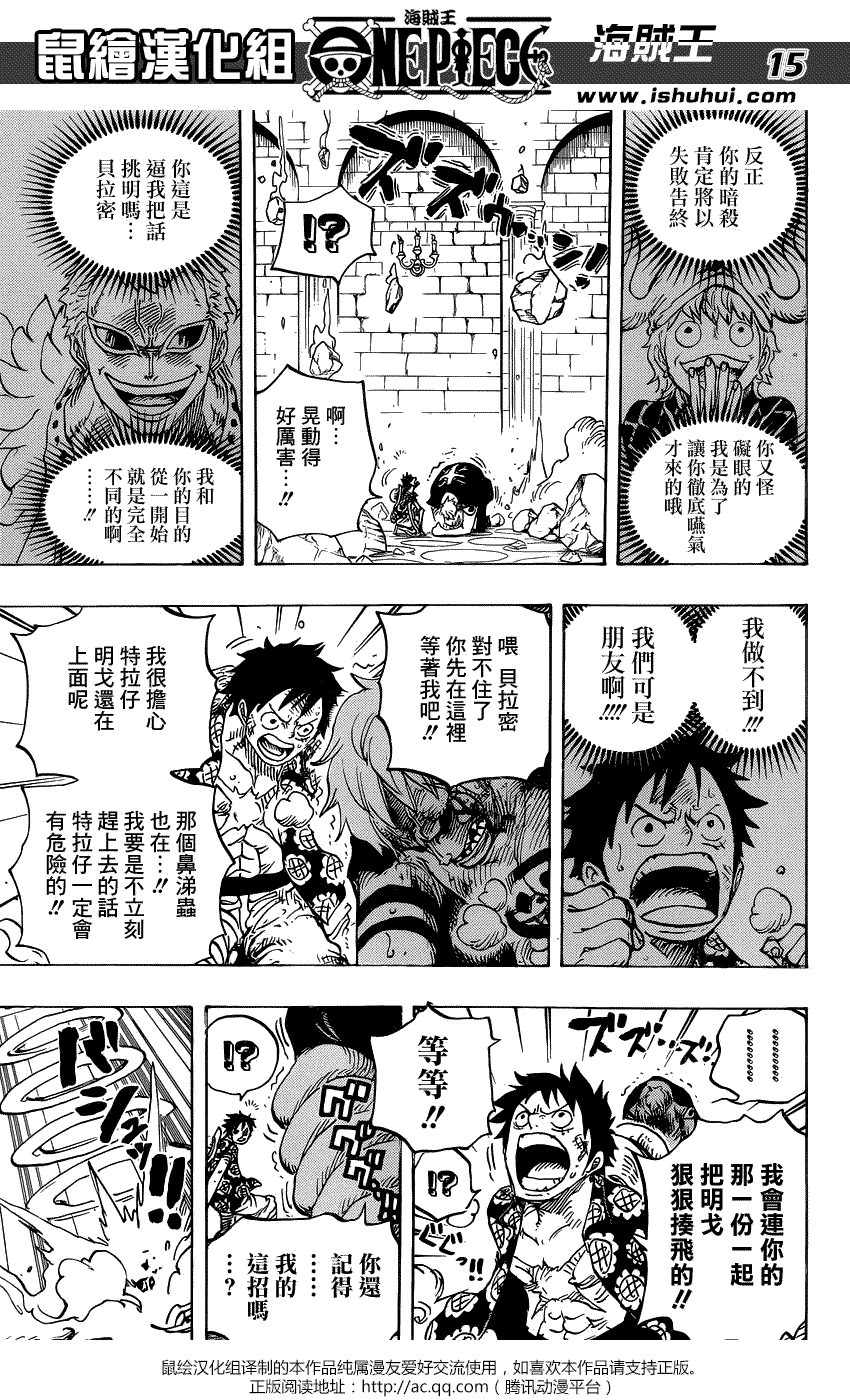 鼠繪漢化組
海賊王
ONE PIECE
海賊王
15
www.ishuhui.com
反正
你的暗殺
肯定將以
失敗告終
你又怪
礙眼的
我是為了
讓你徹底嚥氣
才來的哦
ズズゥ…ン!!
!?
啊…
晃動得
好厲害…!!
你這是
逼我把話
挑明嗎…
貝拉密
我和
你的目的
從一開始
就是完全
不同的啊
……!!
我做
不到!!!
我們可是
朋友啊!!!!
喂 貝拉密
對不住了
你先在這裡
等著我吧!!
我很擔心
特拉仔
明戈還在
上面呢
那個鼻涕蟲
也在…!!
我要是不立刻
趕上去的話
特拉仔一定會
有危險的!!
………
………
我會連你的
那一份一起
把明戈
狠狠揍飛的!!
ズズズ…!!
等等!!
!?
!?
ビビビ…
你還
記得
……
我的
這招嗎
…?
ドン!!
鼠绘汉化组译制的本作品纯属漫友爱好交流使用，如喜欢本作品请支持正版。
正版阅读地址：http://ac.qq.com（腾讯动漫平台）